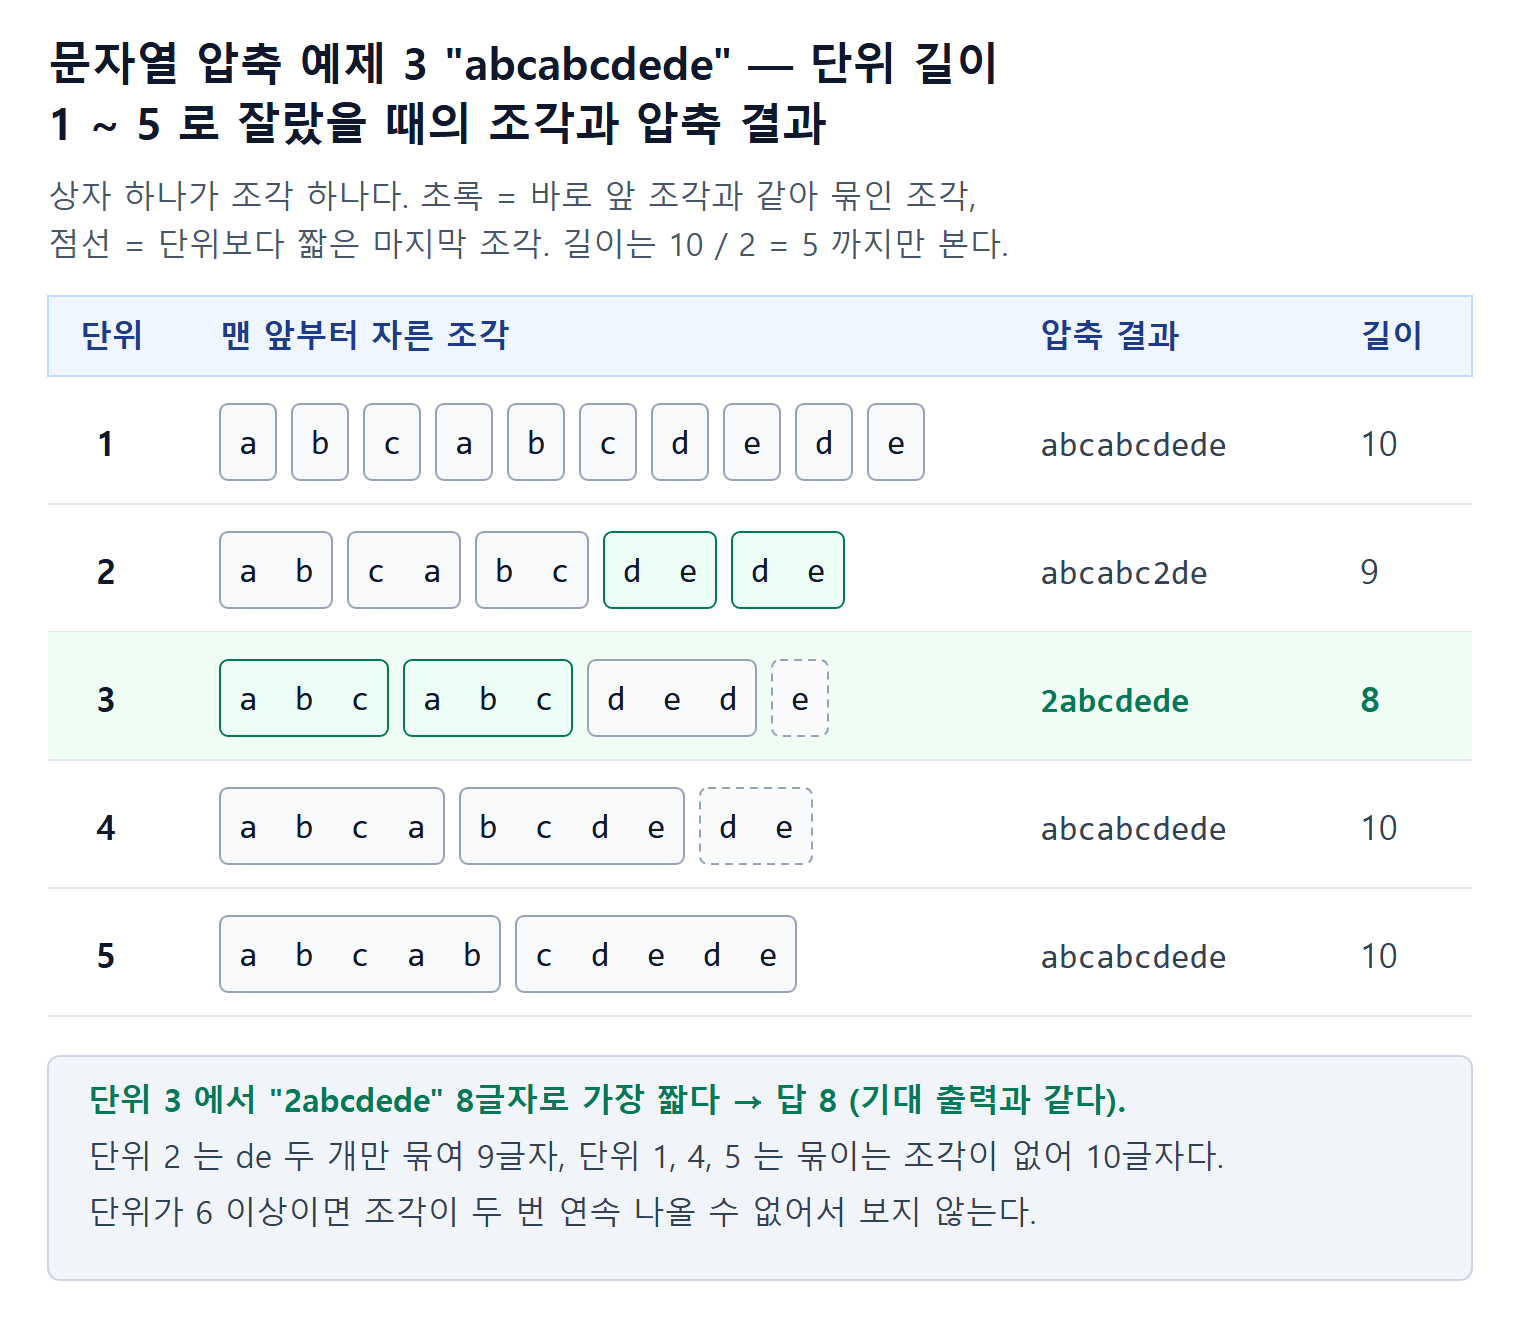 문자열 압축 예제 3 "abcabcdede" — 단위 길이
1 ~ 5 로 잘랐을 때의 조각과 압축 결과
상자 하나가 조각 하나다. 초록 = 바로 앞 조각과 같아 묶인 조각,
점선 = 단위보다 짧은 마지막 조각. 길이는 10 / 2 = 5 까지만 본다.
단위 맨 앞부터 자른 조각 압축 결과 길이
1 a b c a b c d e d e abcabcdede 10
2 a b c a b c d e d e abcabc2de 9
3 a b c a b c d e d e 2abcdede 8
4 a b c a b c d e d e abcabcdede 10
5 a b c a b c d e d e abcabcdede 10
단위 3 에서 "2abcdede" 8글자로 가장 짧다 → 답 8 (기대 출력과 같다).
단위 2 는 de 두 개만 묶여 9글자, 단위 1, 4, 5 는 묶이는 조각이 없어 10글자다.
단위가 6 이상이면 조각이 두 번 연속 나올 수 없어서 보지 않는다.